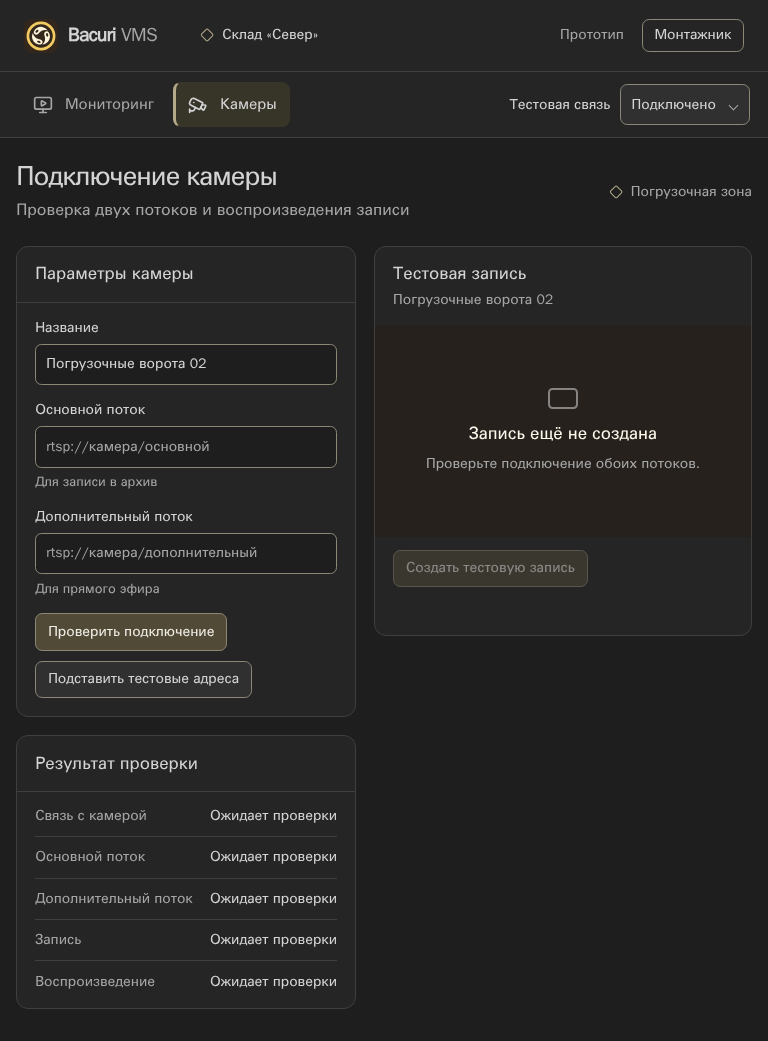 Bacuri VMS
Склад «Север»
Прототип
Монтажник
Мониторинг
Камеры
Тестовая связь
Подключено
Подключение камеры
Проверка двух потоков и воспроизведения записи
Погрузочная зона
Параметры камеры
Название
Погрузочные ворота 02
Основной поток
rtsp://камера/основной
Для записи в архив
Дополнительный поток
rtsp://камера/дополнительный
Для прямого эфира
Проверить подключение
Подставить тестовые адреса
Тестовая запись
Погрузочные ворота 02
Запись ещё не создана
Проверьте подключение обоих потоков.
Создать тестовую запись
Результат проверки
Связь с камерой Ожидает проверки
Основной поток Ожидает проверки
Дополнительный поток Ожидает проверки
Запись Ожидает проверки
Воспроизведение Ожидает проверки